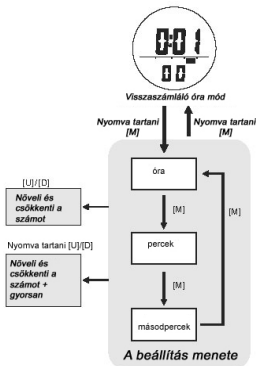 0:01
00
Visszaszámláló óra mód
Nyomva tartani
[M]
Nyomva tartani
[M]
óra
[U]/[D]
Növeli és
csökkenti a
számot
[M]
[M]
Nyomva tartani [U]/[D]
percek
Növeli és
csökkenti a
számot +
gyorsan
[M]
másodpercek
A beállítás menete